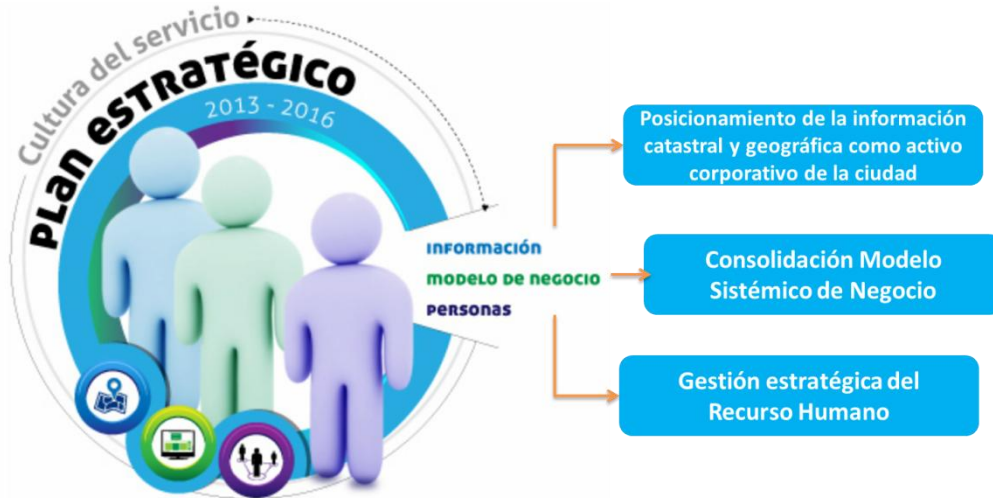 Cultura del servicio
PLan estratégico
2013 - 2016
Información
modelo de negocio
Personas
Posicionamiento de la información
catastral y geográfica como activo
corporativo de la ciudad
Consolidación Modelo
Sistémico de Negocio
Gestión estratégica del
Recurso Humano